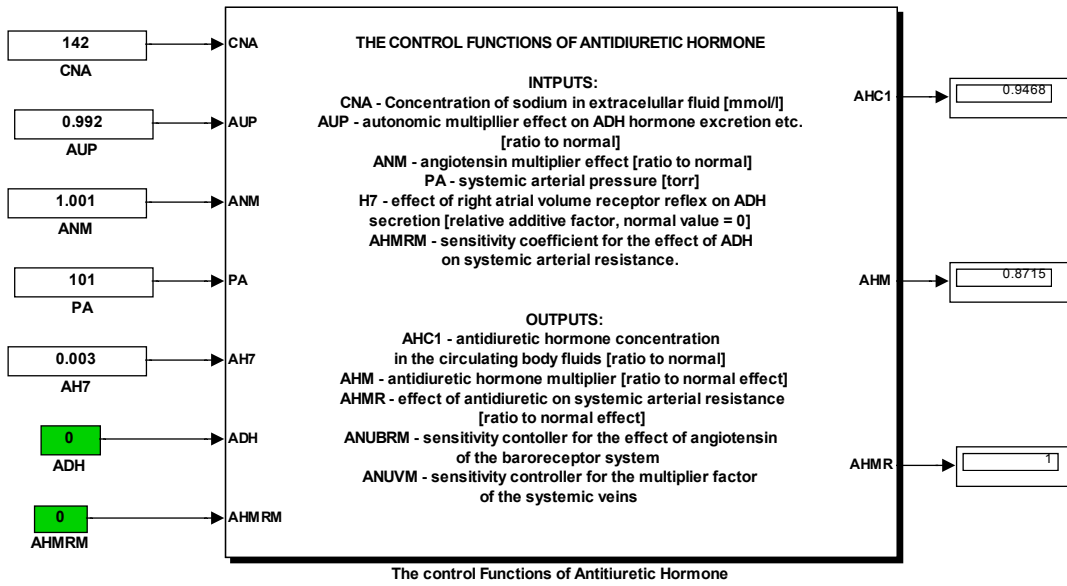 THE CONTROL FUNCTIONS OF ANTIDIURETIC HORMONE
INTPUTS:
CNA - Concentration of sodium in extracelullar fluid [mmol/l]
AUP - autonomic multipllier effect on ADH hormone excretion etc.
[ratio to normal]
ANM - angiotensin multiplier effect [ratio to normal]
PA - systemic arterial pressure [torr]
H7 - effect of right atrial volume receptor reflex on ADH
secretion [relative additive factor, normal value = 0]
AHMRM - sensitivity coefficient for the effect of ADH
on systemic arterial resistance.
OUTPUTS:
AHC1 - antidiuretic hormone concentration
in the circulating body fluids [ratio to normal]
AHM - antidiuretic hormone multiplier [ratio to normal effect]
AHMR - effect of antidiuretic on systemic arterial resistance
[ratio to normal effect]
ANUBRM - sensitivity contoller for the effect of angiotensin
of the baroreceptor system
ANUVM - sensitivity controller for the multiplier factor
of the systemic veins
142
CNA
CNA
0.992
AUP
AUP
1.001
ANM
ANM
101
PA
PA
0.003
AH7
AH7
0
ADH
ADH
0
AHMRM
AHMRM
AHC1
0.9468
AHM
0.8715
AHMR
1
The control Functions of Antitiuretic Hormone